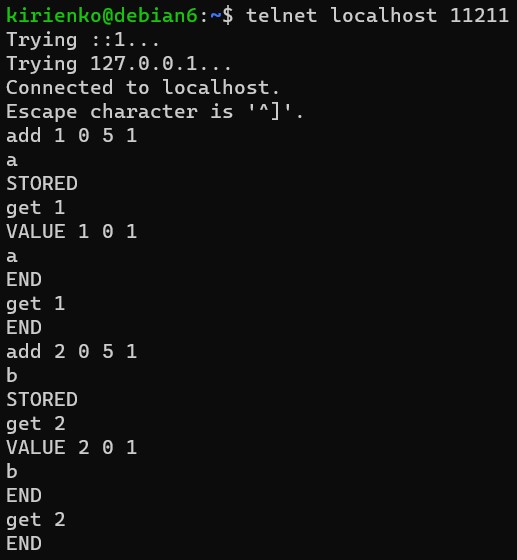 kirienko@debian6:~$ telnet localhost 11211
Trying ::1...
Trying 127.0.0.1...
Connected to localhost.
Escape character is '^]'.
add 1 0 5 1
a
STORED
get 1
VALUE 1 0 1
a
END
get 1
END
add 2 0 5 1
b
STORED
get 2
VALUE 2 0 1
b
END
get 2
END